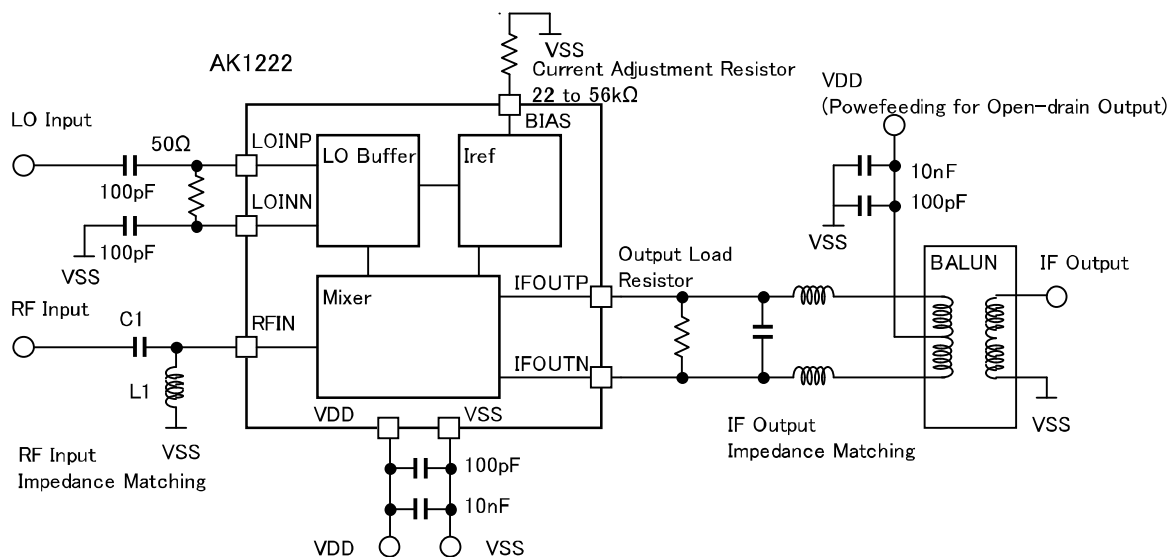 AK1222
VSS
Current Adjustment Resistor
22 to 56kΩ
BIAS
VDD
(Powefeeding for Open-drain Output)
LO Input
50Ω
100pF
LOINP
LOINN
LO Buffer
Iref
10nF
100pF
VSS
100pF
VSS
Output Load
Resistor
BALUN
IF Output
Mixer
IFOUTP
RF Input
C1
RFIN
L1
IFOUTN
VSS
VDD
VSS
VSS
IF Output
Impedance Matching
RF Input
Impedance Matching
100pF
10nF
VDD
VSS